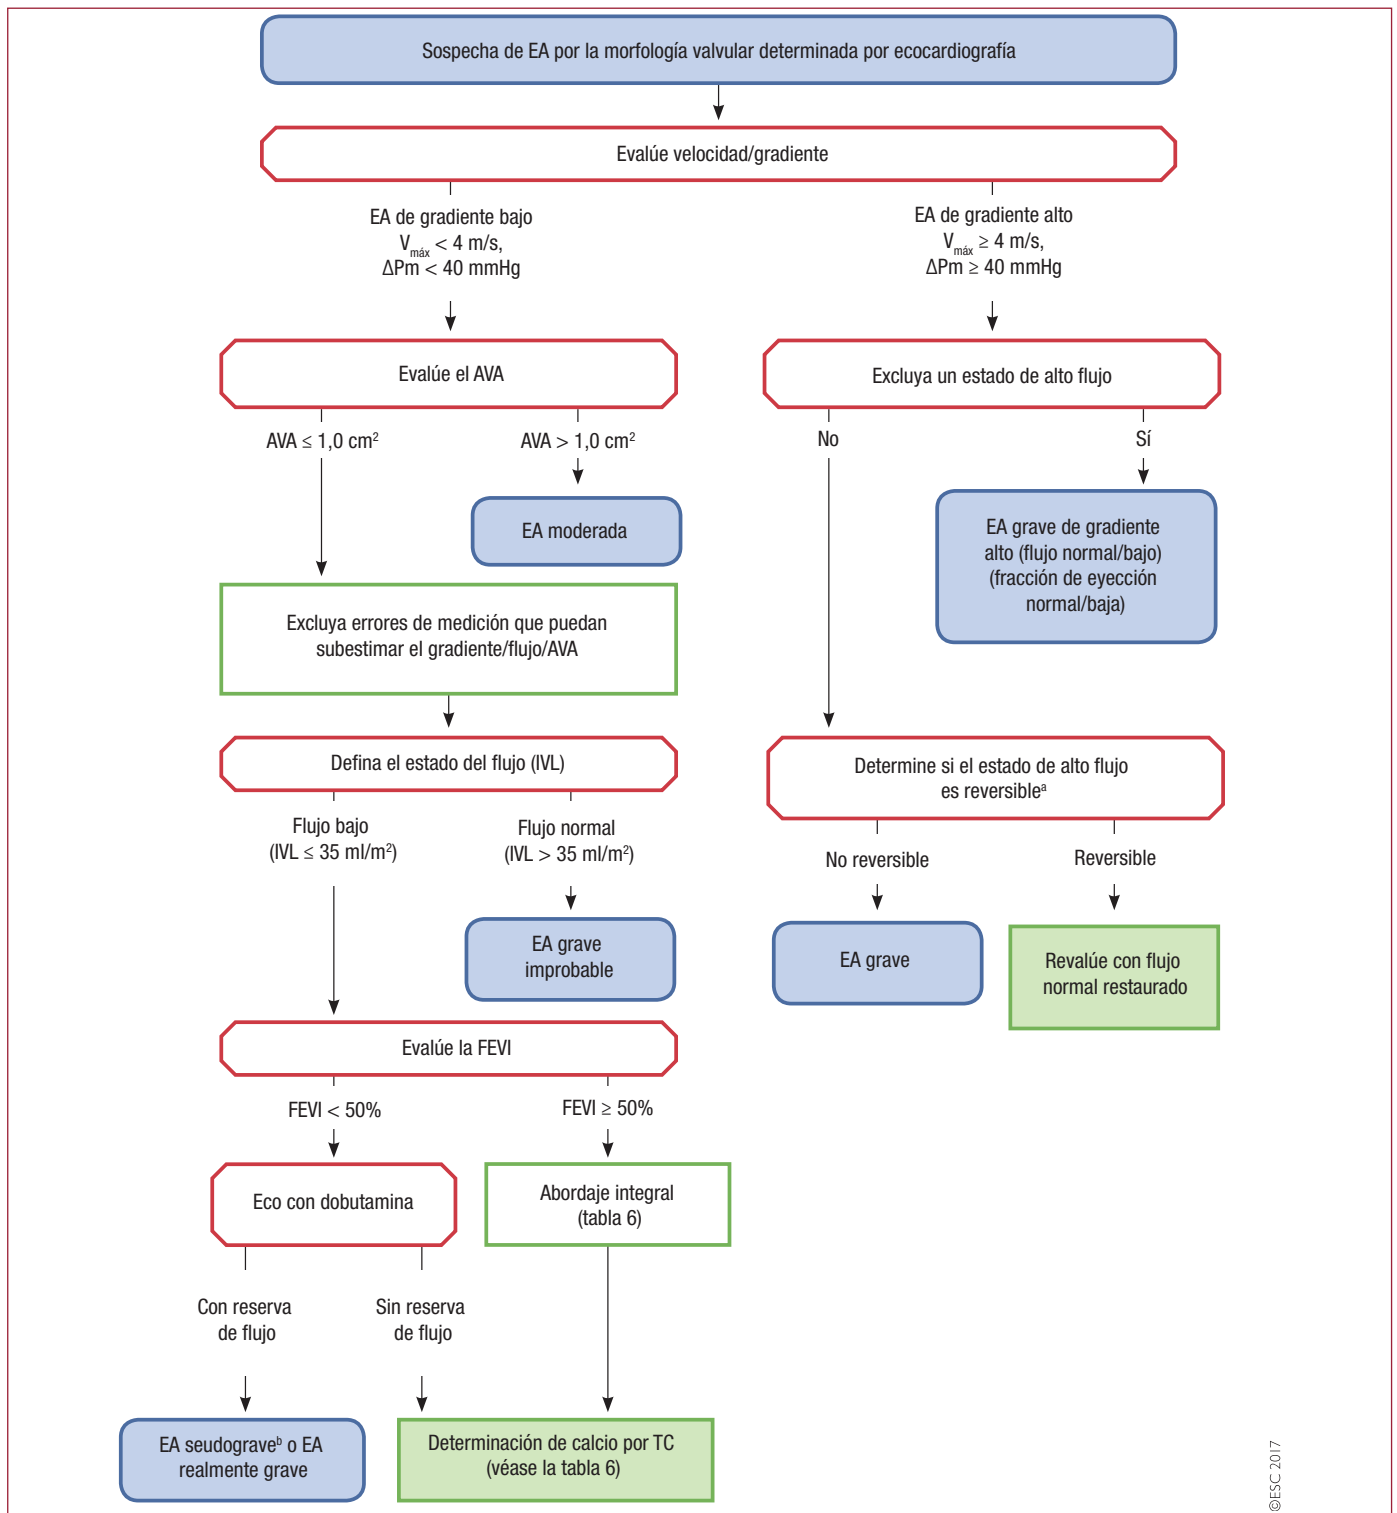 Sospecha de EA por la morfología valvular determinada por ecocardiografía
Evalúe velocidad/gradiente
EA de gradiente bajo
Vmáx < 4 m/s,
ΔPm < 40 mmHg
EA de gradiente alto
Vmáx ≥ 4 m/s,
ΔPm ≥ 40 mmHg
Evalúe el AVA
Excluya un estado de alto flujo
AVA ≤ 1,0 cm²
AVA > 1,0 cm²
No
Sí
EA moderada
EA grave de gradiente
alto (flujo normal/bajo)
(fracción de eyección
normal/baja)
Excluya errores de medición que puedan
subestimar el gradiente/flujo/AVA
Defina el estado del flujo (IVL)
Determine si el estado de alto flujo
es reversibleª
Flujo bajo
(IVL ≤ 35 ml/m²)
Flujo normal
(IVL > 35 ml/m²)
No reversible
Reversible
EA grave
improbable
EA grave
Revalúe con flujo
normal restaurado
Evalúe la FEVI
FEVI < 50%
FEVI ≥ 50%
Eco con dobutamina
Abordaje integral
(tabla 6)
Con reserva
de flujo
Sin reserva
de flujo
EA seudograveᵇ o EA
realmente grave
Determinación de calcio por TC
(véase la tabla 6)
©ESC 2017